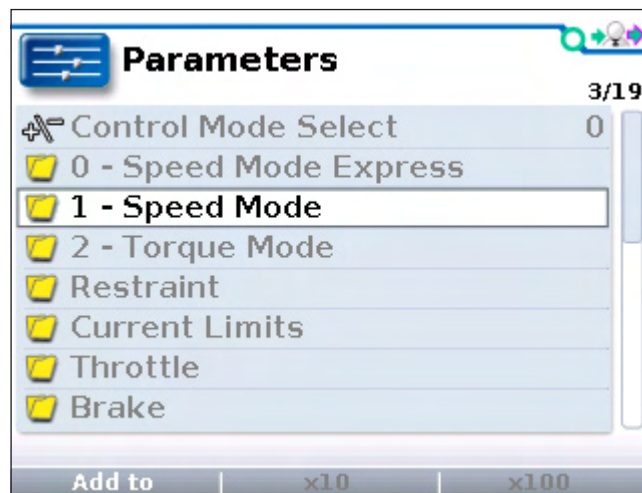 Parameters
3/19
Control Mode Select 0
0 - Speed Mode Express
1 - Speed Mode
2 - Torque Mode
Restraint
Current Limits
Throttle
Brake
Add to | x10 | x100